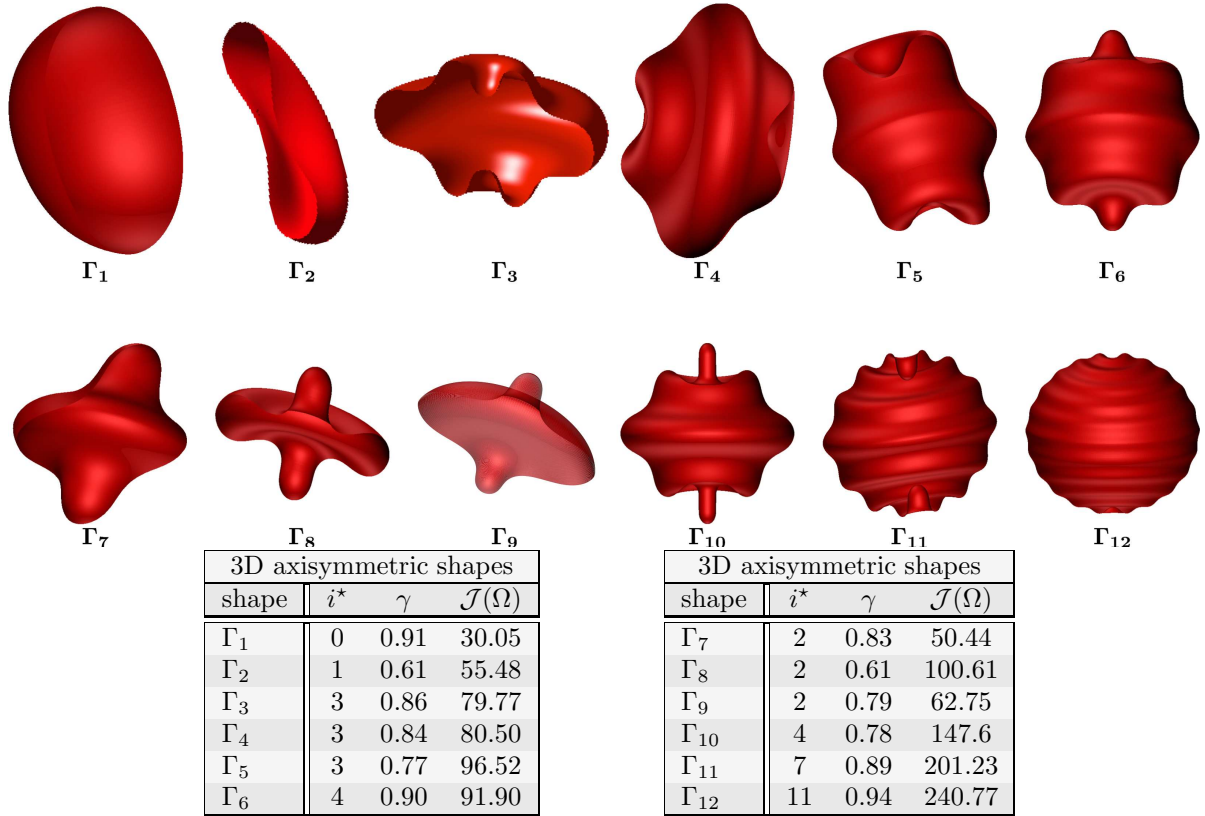 Γ₁ Γ₂ Γ₃ Γ₄ Γ₅ Γ₆
Γ₇ Γ₈ Γ₉ Γ₁₀ Γ₁₁ Γ₁₂
3D axisymmetric shapes
shape i⋆ γ 𝒥(Ω)
Γ₁ 0 0.91 30.05
Γ₂ 1 0.61 55.48
Γ₃ 3 0.86 79.77
Γ₄ 3 0.84 80.50
Γ₅ 3 0.77 96.52
Γ₆ 4 0.90 91.90
3D axisymmetric shapes
shape i⋆ γ 𝒥(Ω)
Γ₇ 2 0.83 50.44
Γ₈ 2 0.61 100.61
Γ₉ 2 0.79 62.75
Γ₁₀ 4 0.78 147.6
Γ₁₁ 7 0.89 201.23
Γ₁₂ 11 0.94 240.77